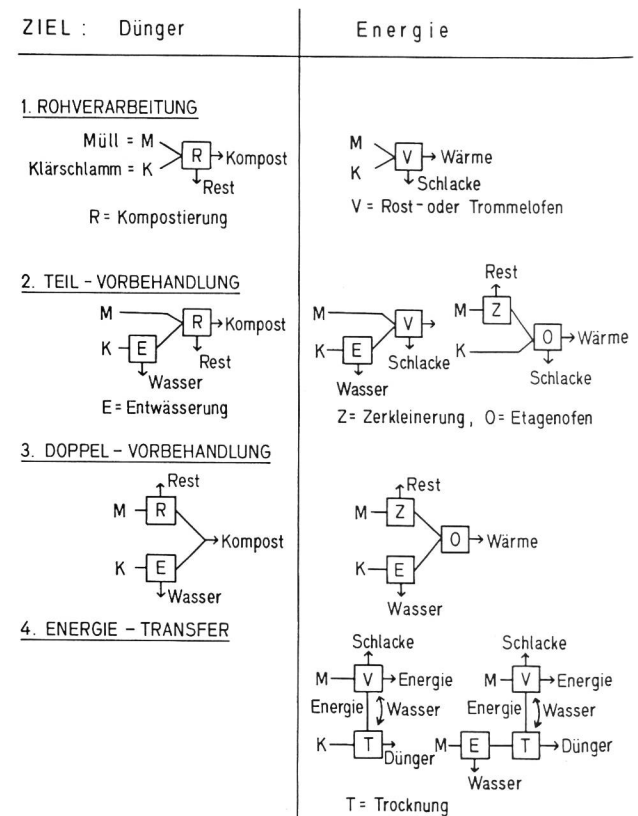 ZIEL : Dünger
Energie
1. ROHVERARBEITUNG
Müll = M
Klärschlamm = K
R
Kompost
Rest
R = Kompostierung
M
K
V
Wärme
Schlacke
V = Rost- oder Trommelofen
2. TEIL - VORBEHANDLUNG
M
K
E
R
Kompost
Rest
Wasser
E = Entwässerung
M
K
E
V
Schlacke
Wasser
Rest
M
Z
K
O
Wärme
Schlacke
Z = Zerkleinerung, O = Etagenofen
3. DOPPEL - VORBEHANDLUNG
Rest
M
R
Kompost
K
E
Wasser
Rest
M
Z
O
Wärme
K
E
Wasser
4. ENERGIE - TRANSFER
Schlacke
M
V
Energie
Energie
Wasser
K
T
Dünger
Schlacke
M
V
Energie
Energie
Wasser
M
E
T
Dünger
Wasser
T = Trocknung